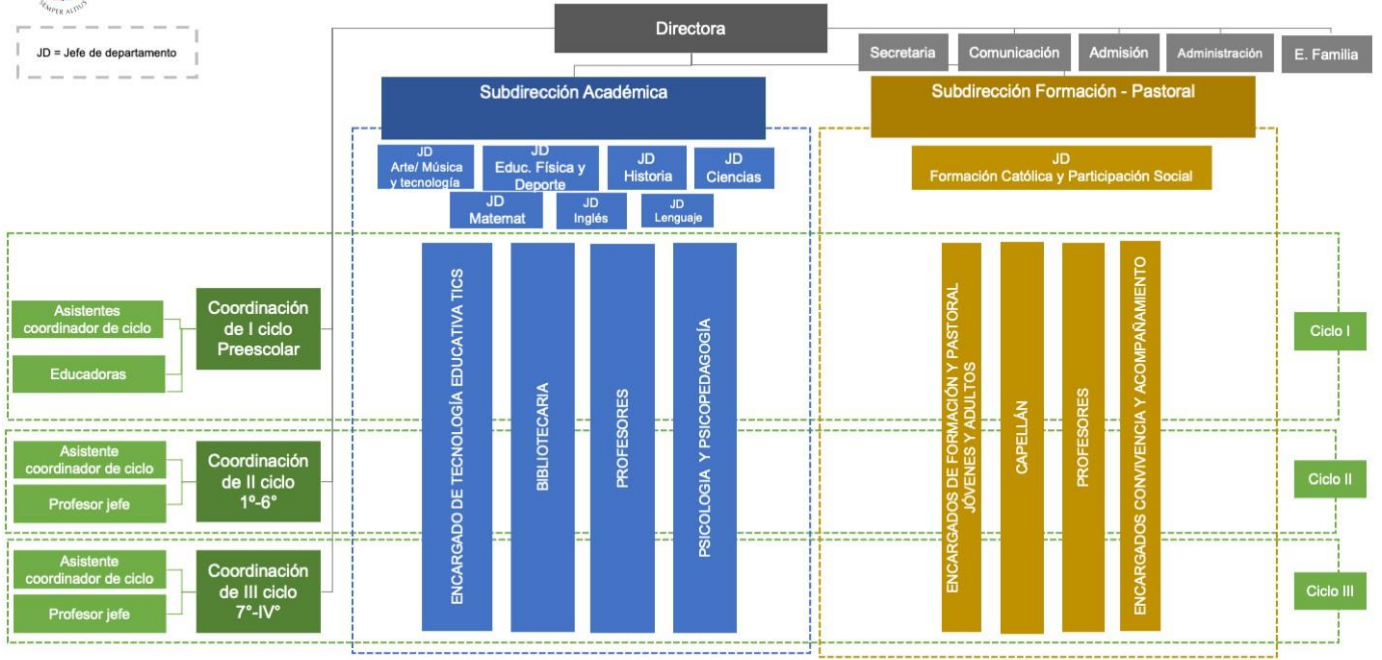 SEMPER ALTIUS
JD = Jefe de departamento
Directora
Secretaria
Comunicación
Admisión
Administración
E. Familia
Subdirección Académica
Subdirección Formación - Pastoral
JD
Arte/ Música
y tecnología
JD
Educ. Física y
Deporte
JD
Historia
JD
Ciencias
JD
Matemat
JD
Inglés
JD
Lenguaje
JD
Formación Católica y Participación Social
Asistentes
coordinador de ciclo
Educadoras
Coordinación
de I ciclo
Preescolar
Ciclo I
Asistente
coordinador de ciclo
Profesor jefe
Coordinación
de II ciclo
1º-6°
Ciclo II
Asistente
coordinador de ciclo
Profesor jefe
Coordinación
de III ciclo
7°-IV°
Ciclo III
ENCARGADO DE TECNOLOGÍA EDUCATIVA TICS
BIBLIOTECARIA
PROFESORES
PSICOLOGIA Y PSICOPEDAGOGÍA
ENCARGADOS DE FORMACIÓN Y PASTORAL
JÓVENES Y ADULTOS
CAPELLÁN
PROFESORES
ENCARGADOS CONVIVENCIA Y ACOMPAÑAMIENTO